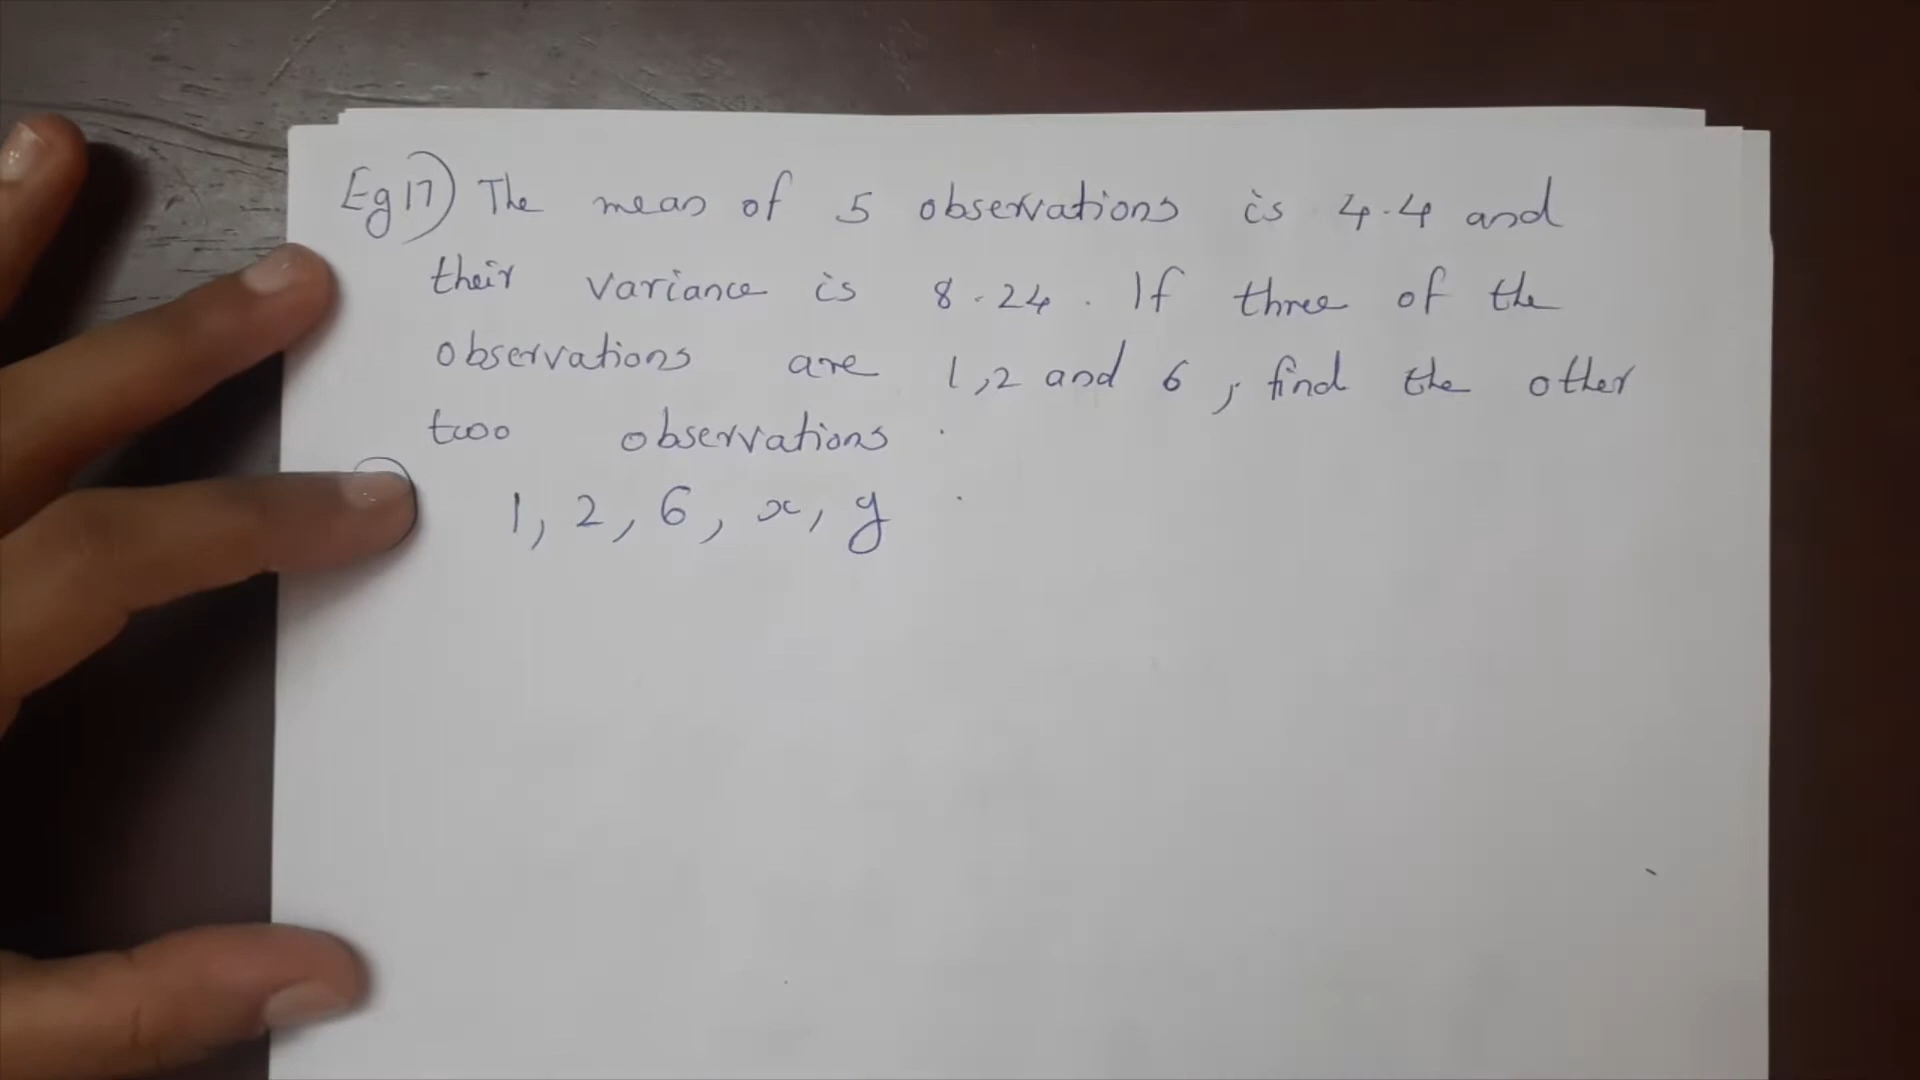 Eg 17) The mean of 5 observations is 4.4 and
their variance is 8.24. If three of the
observations are 1,2 and 6, find the other
two observations.
1, 2, 6, x, y